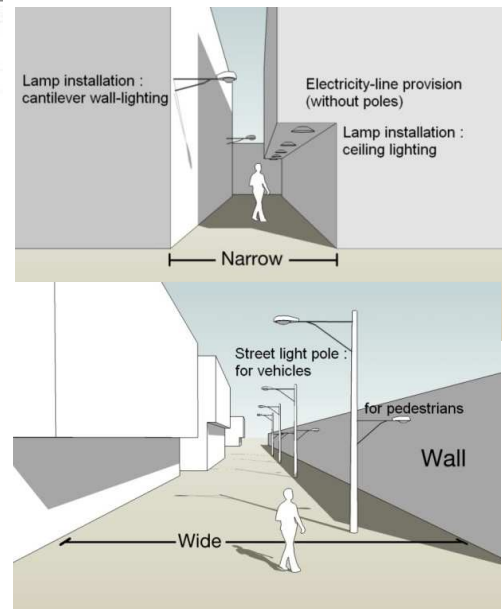 Lamp installation :
cantilever wall-lighting
Electricity-line provision
(without poles)
Lamp installation :
ceiling lighting
Narrow
Street light pole :
for vehicles
for pedestrians
Wall
Wide